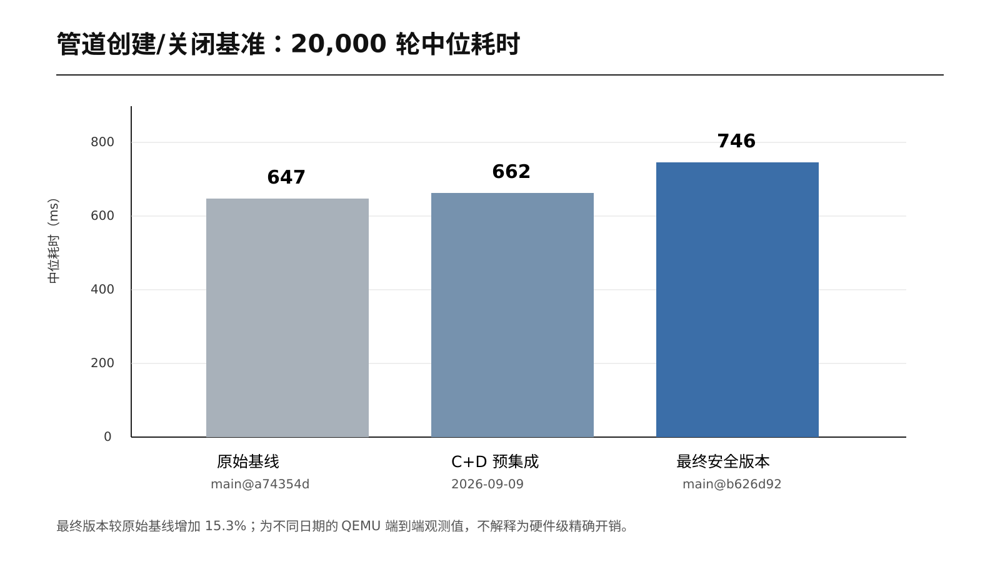 管道创建/关闭基准：20,000 轮中位耗时
中位耗时（ms）
800
600
400
200
0
647
662
746
原始基线
main@a74354d
C+D 预集成
2026-09-09
最终安全版本
main@b626d92
最终版本较原始基线增加 15.3%；为不同日期的 QEMU 端到端观测值，不解释为硬件级精确开销。